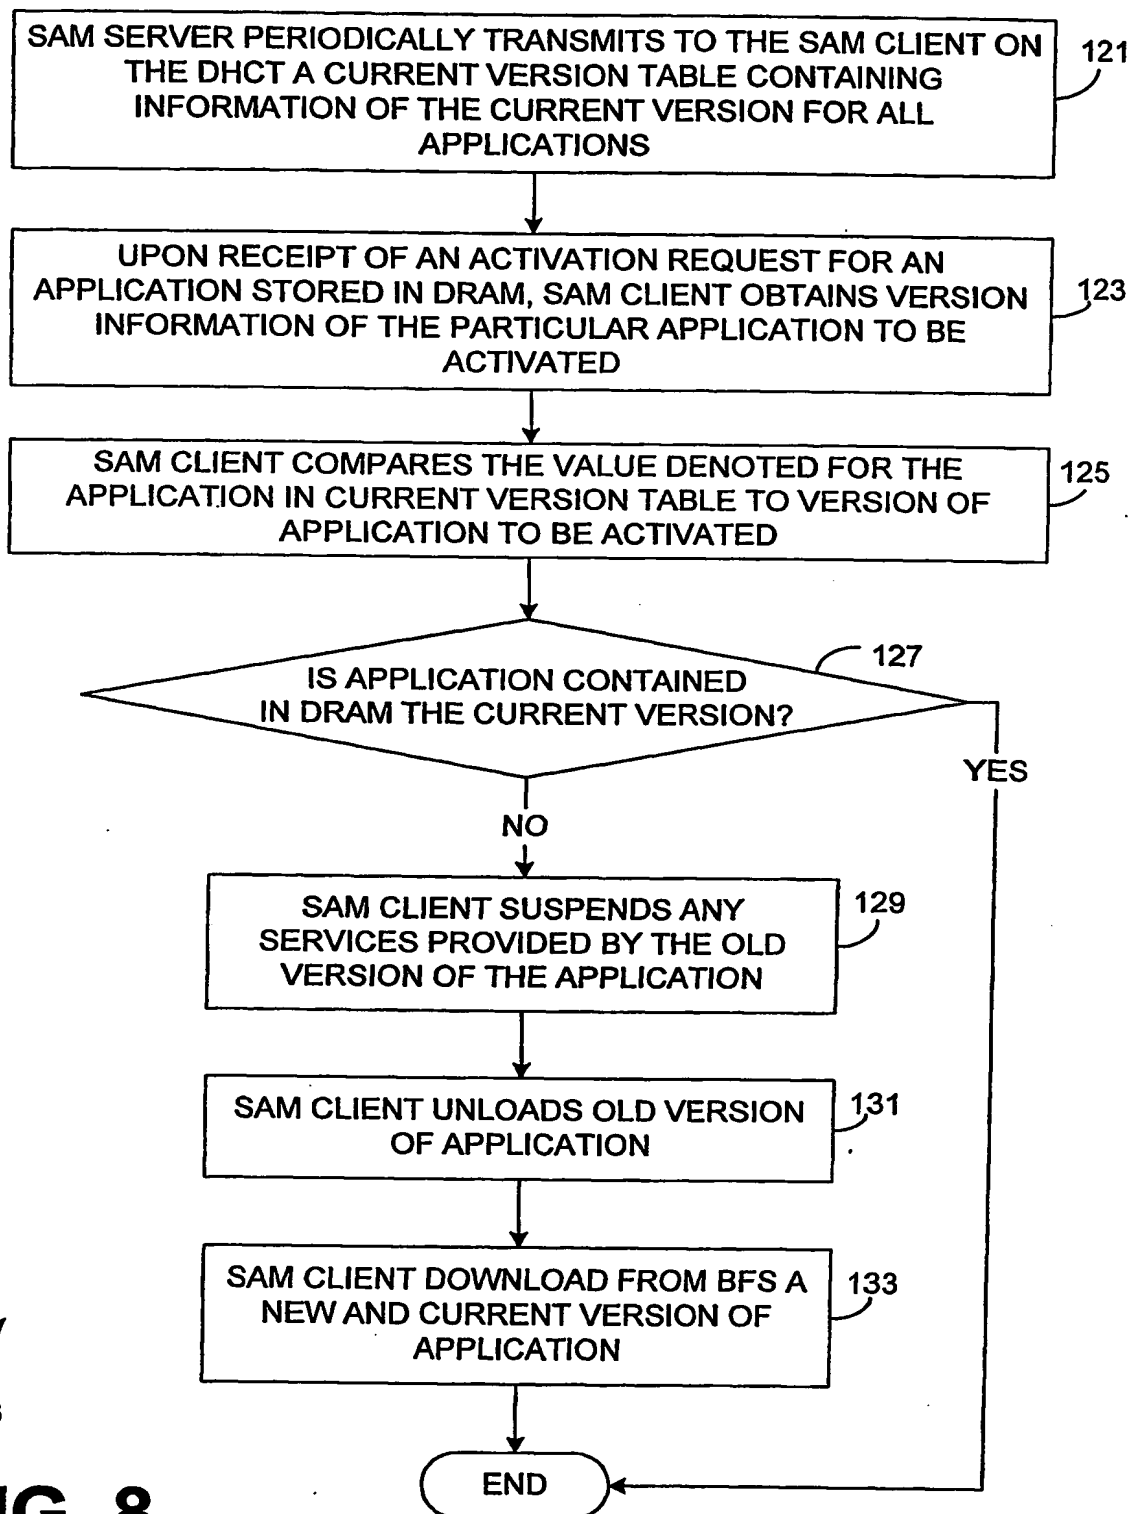 SAM SERVER PERIODICALLY TRANSMITS TO THE SAM CLIENT ON
THE DHCT A CURRENT VERSION TABLE CONTAINING
INFORMATION OF THE CURRENT VERSION FOR ALL
APPLICATIONS
121
UPON RECEIPT OF AN ACTIVATION REQUEST FOR AN
APPLICATION STORED IN DRAM, SAM CLIENT OBTAINS VERSION
INFORMATION OF THE PARTICULAR APPLICATION TO BE
ACTIVATED
123
SAM CLIENT COMPARES THE VALUE DENOTED FOR THE
APPLICATION IN CURRENT VERSION TABLE TO VERSION OF
APPLICATION TO BE ACTIVATED
125
IS APPLICATION CONTAINED
IN DRAM THE CURRENT VERSION?
127
YES
NO
SAM CLIENT SUSPENDS ANY
SERVICES PROVIDED BY THE OLD
VERSION OF THE APPLICATION
129
SAM CLIENT UNLOADS OLD VERSION
OF APPLICATION
131
SAM CLIENT DOWNLOAD FROM BFS A
NEW AND CURRENT VERSION OF
APPLICATION
133
END
8